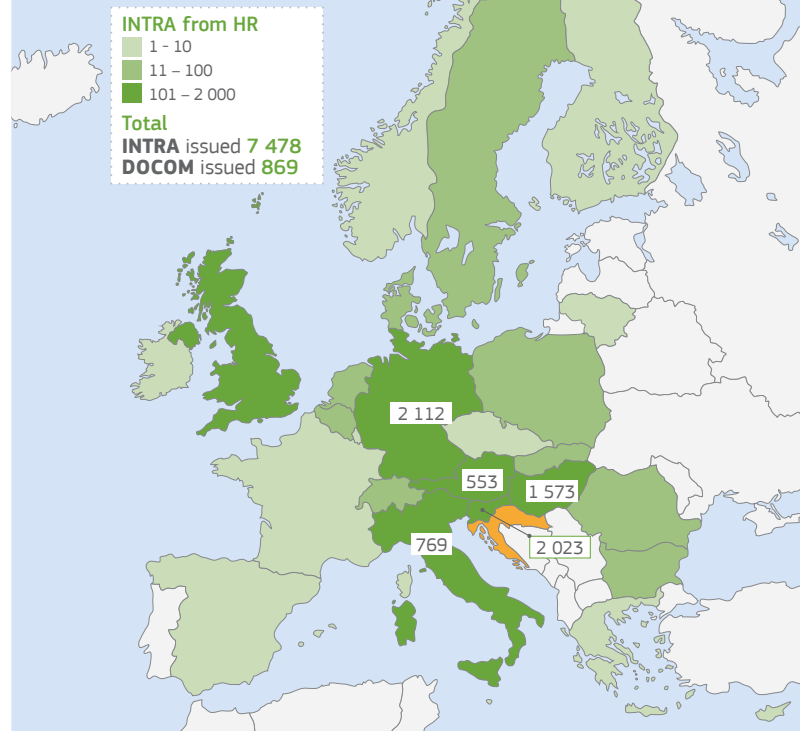 INTRA from HR
1 - 10
11 – 100
101 – 2 000
Total
INTRA issued 7 478
DOCOM issued 869
2 112
553
1 573
769
2 023